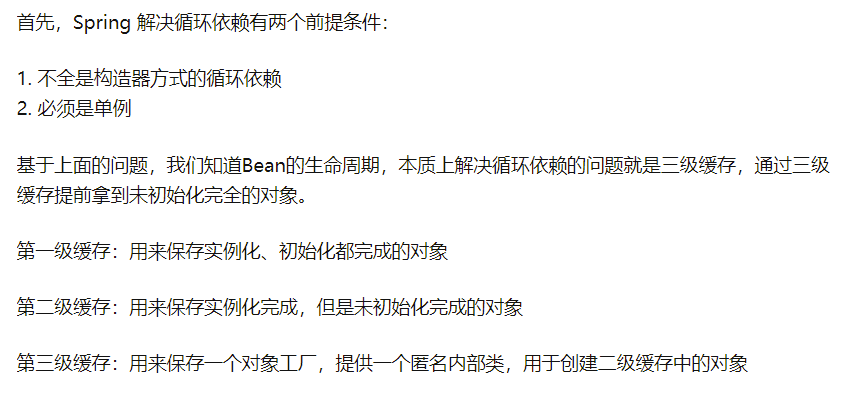 首先，Spring 解决循环依赖有两个前提条件：
1. 不全是构造器方式的循环依赖
2. 必须是单例
基于上面的问题，我们知道Bean的生命周期，本质上解决循环依赖的问题就是三级缓存，通过三级
缓存提前拿到未初始化完全的对象。
第一级缓存：用来保存实例化、初始化都完成的对象
第二级缓存：用来保存实例化完成，但是未初始化完成的对象
第三级缓存：用来保存一个对象工厂，提供一个匿名内部类，用于创建二级缓存中的对象